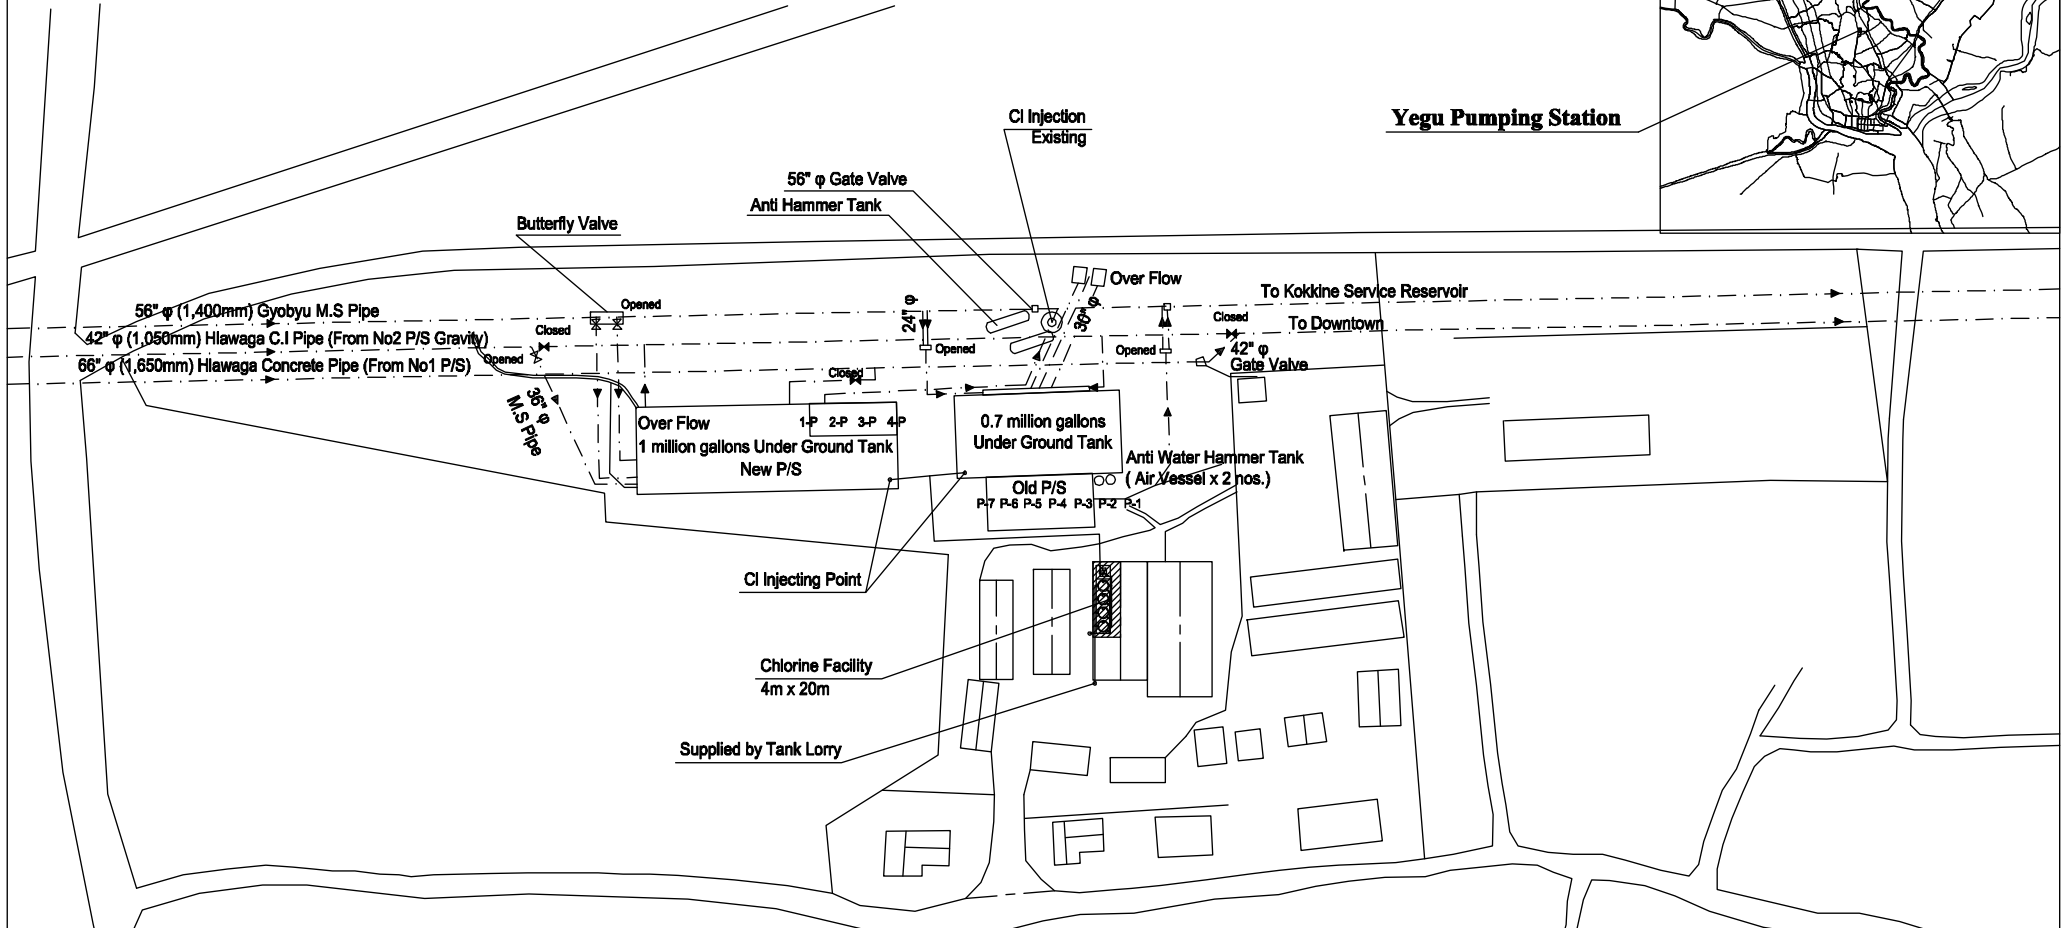 Cl Injection
Existing
Yegu Pumping Station
56" φ Gate Valve
Anti Hammer Tank
Butterfly Valve
Over Flow
To Kokkine Service Reservoir
56" φ (1,400mm) Gyobyu M.S Pipe
Opened
24" φ
30" φ
Closed
To Downtown
Closed
42" φ (1,050mm) Hlawaga C.I Pipe (From No2 P/S Gravity)
Opened
Opened
Opened
42" φ
Gate Valve
66" φ (1,650mm) Hlawaga Concrete Pipe (From No1 P/S)
Closed
36" φ
M.S Pipe
Over Flow
1-P 2-P 3-P 4-P
1 million gallons Under Ground Tank
New P/S
0.7 million gallons
Under Ground Tank
Anti Water Hammer Tank
( Air Vessel x 2 nos.)
Old P/S
P-7 P-6 P-5 P-4 P-3 P-2 P-1
Cl Injecting Point
Chlorine Facility
4m x 20m
Supplied by Tank Lorry